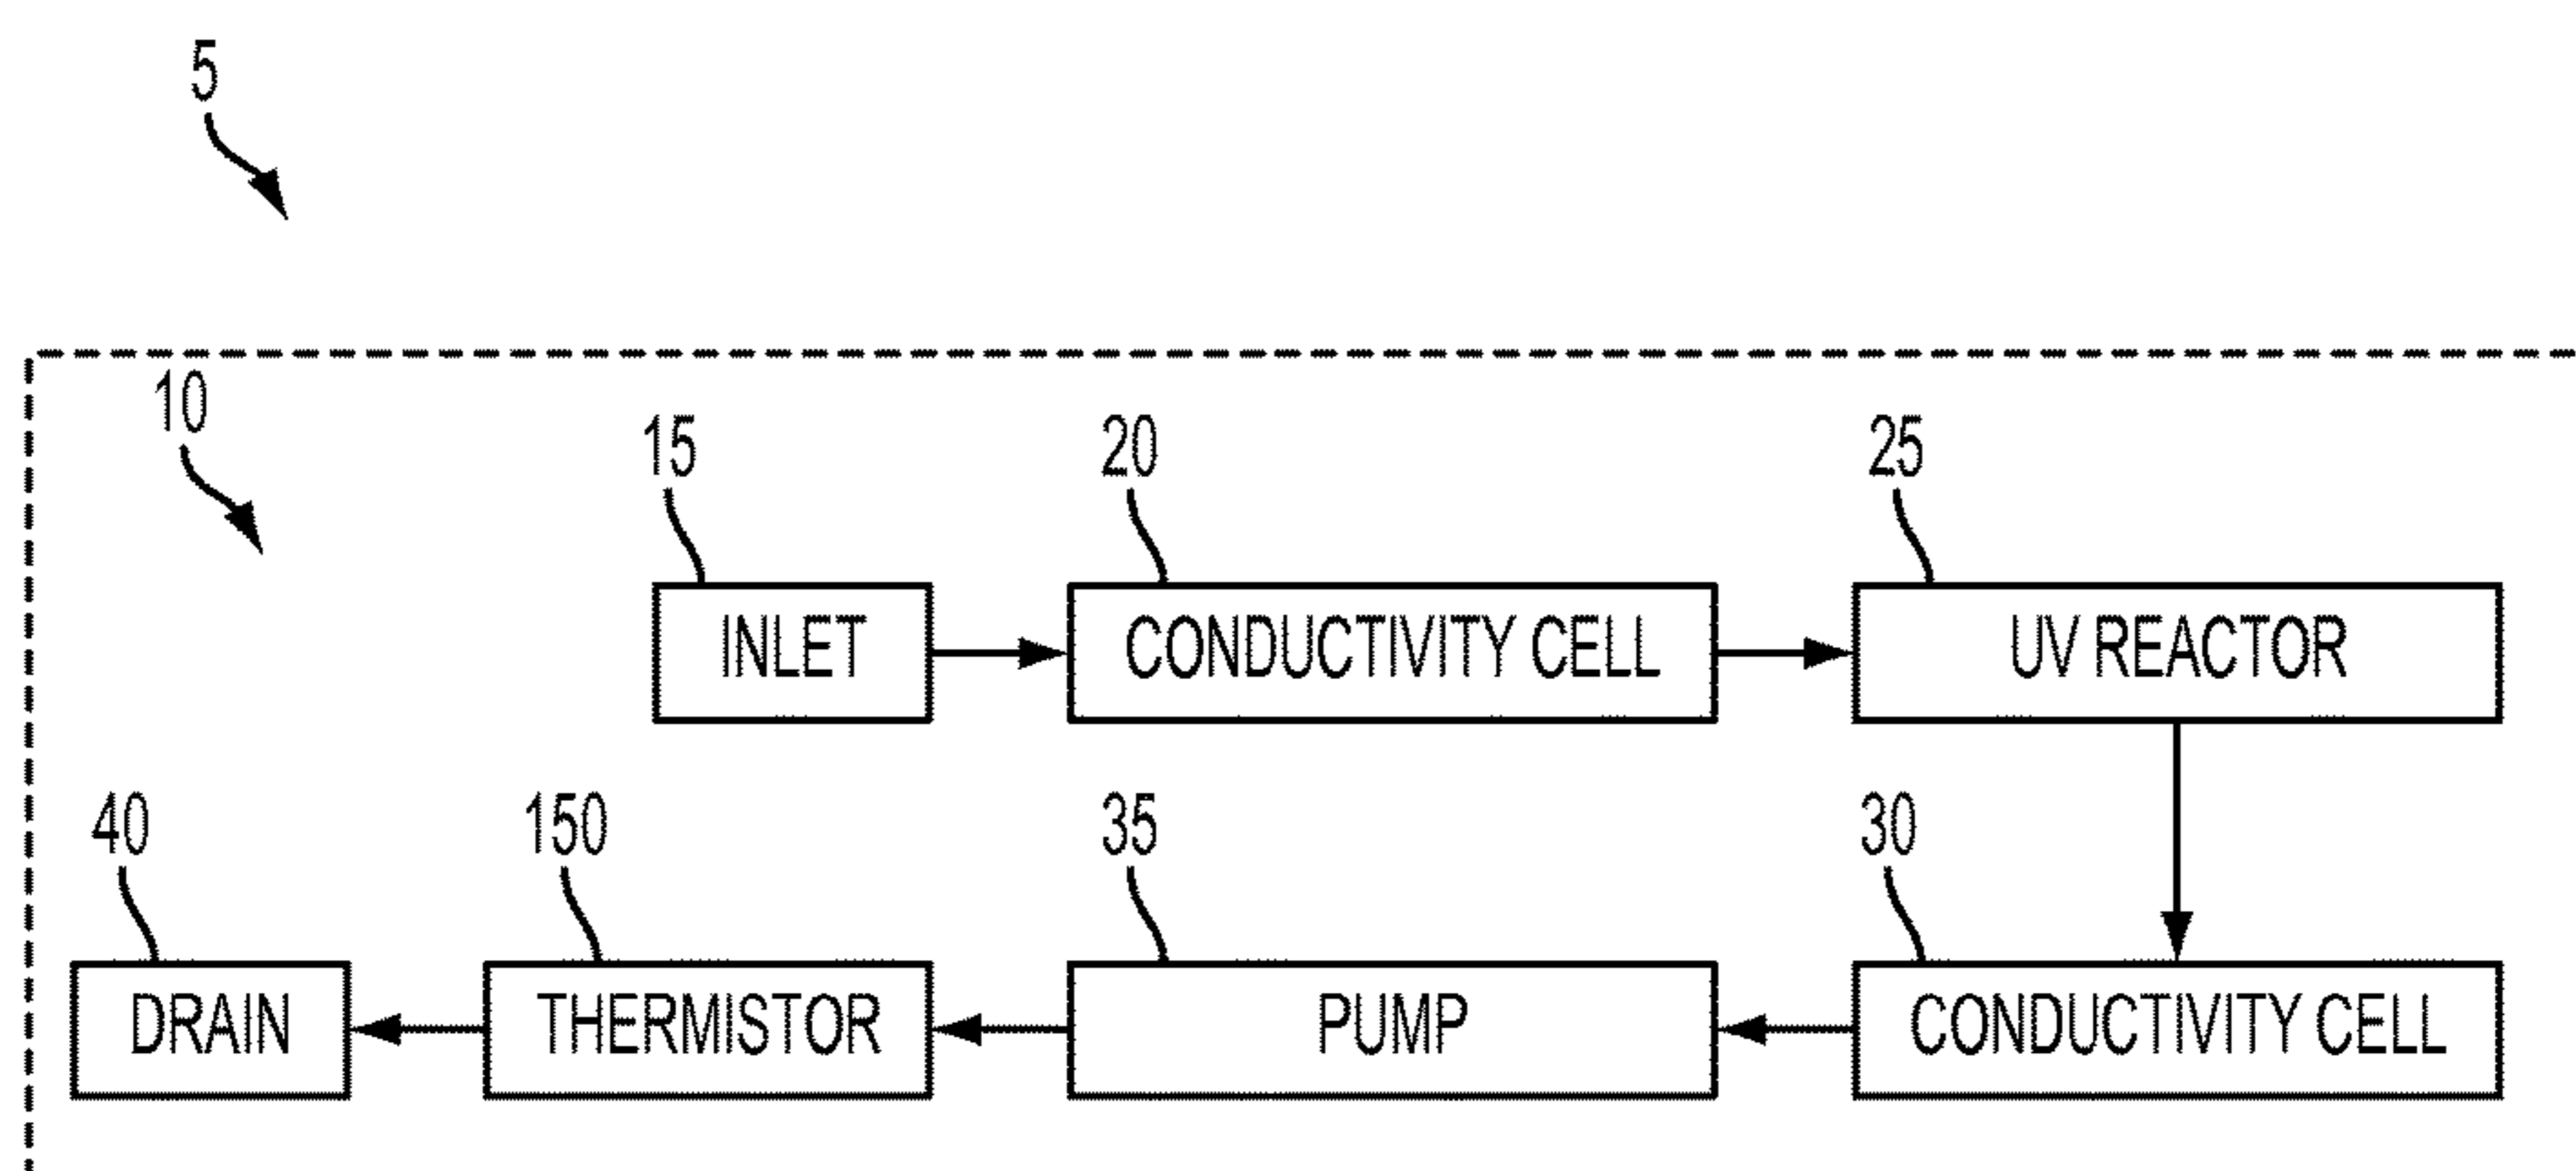 5
10
15 20 25
INLET CONDUCTIVITY CELL UV REACTOR
40 150 35 30
DRAIN THERMISTOR PUMP CONDUCTIVITY CELL